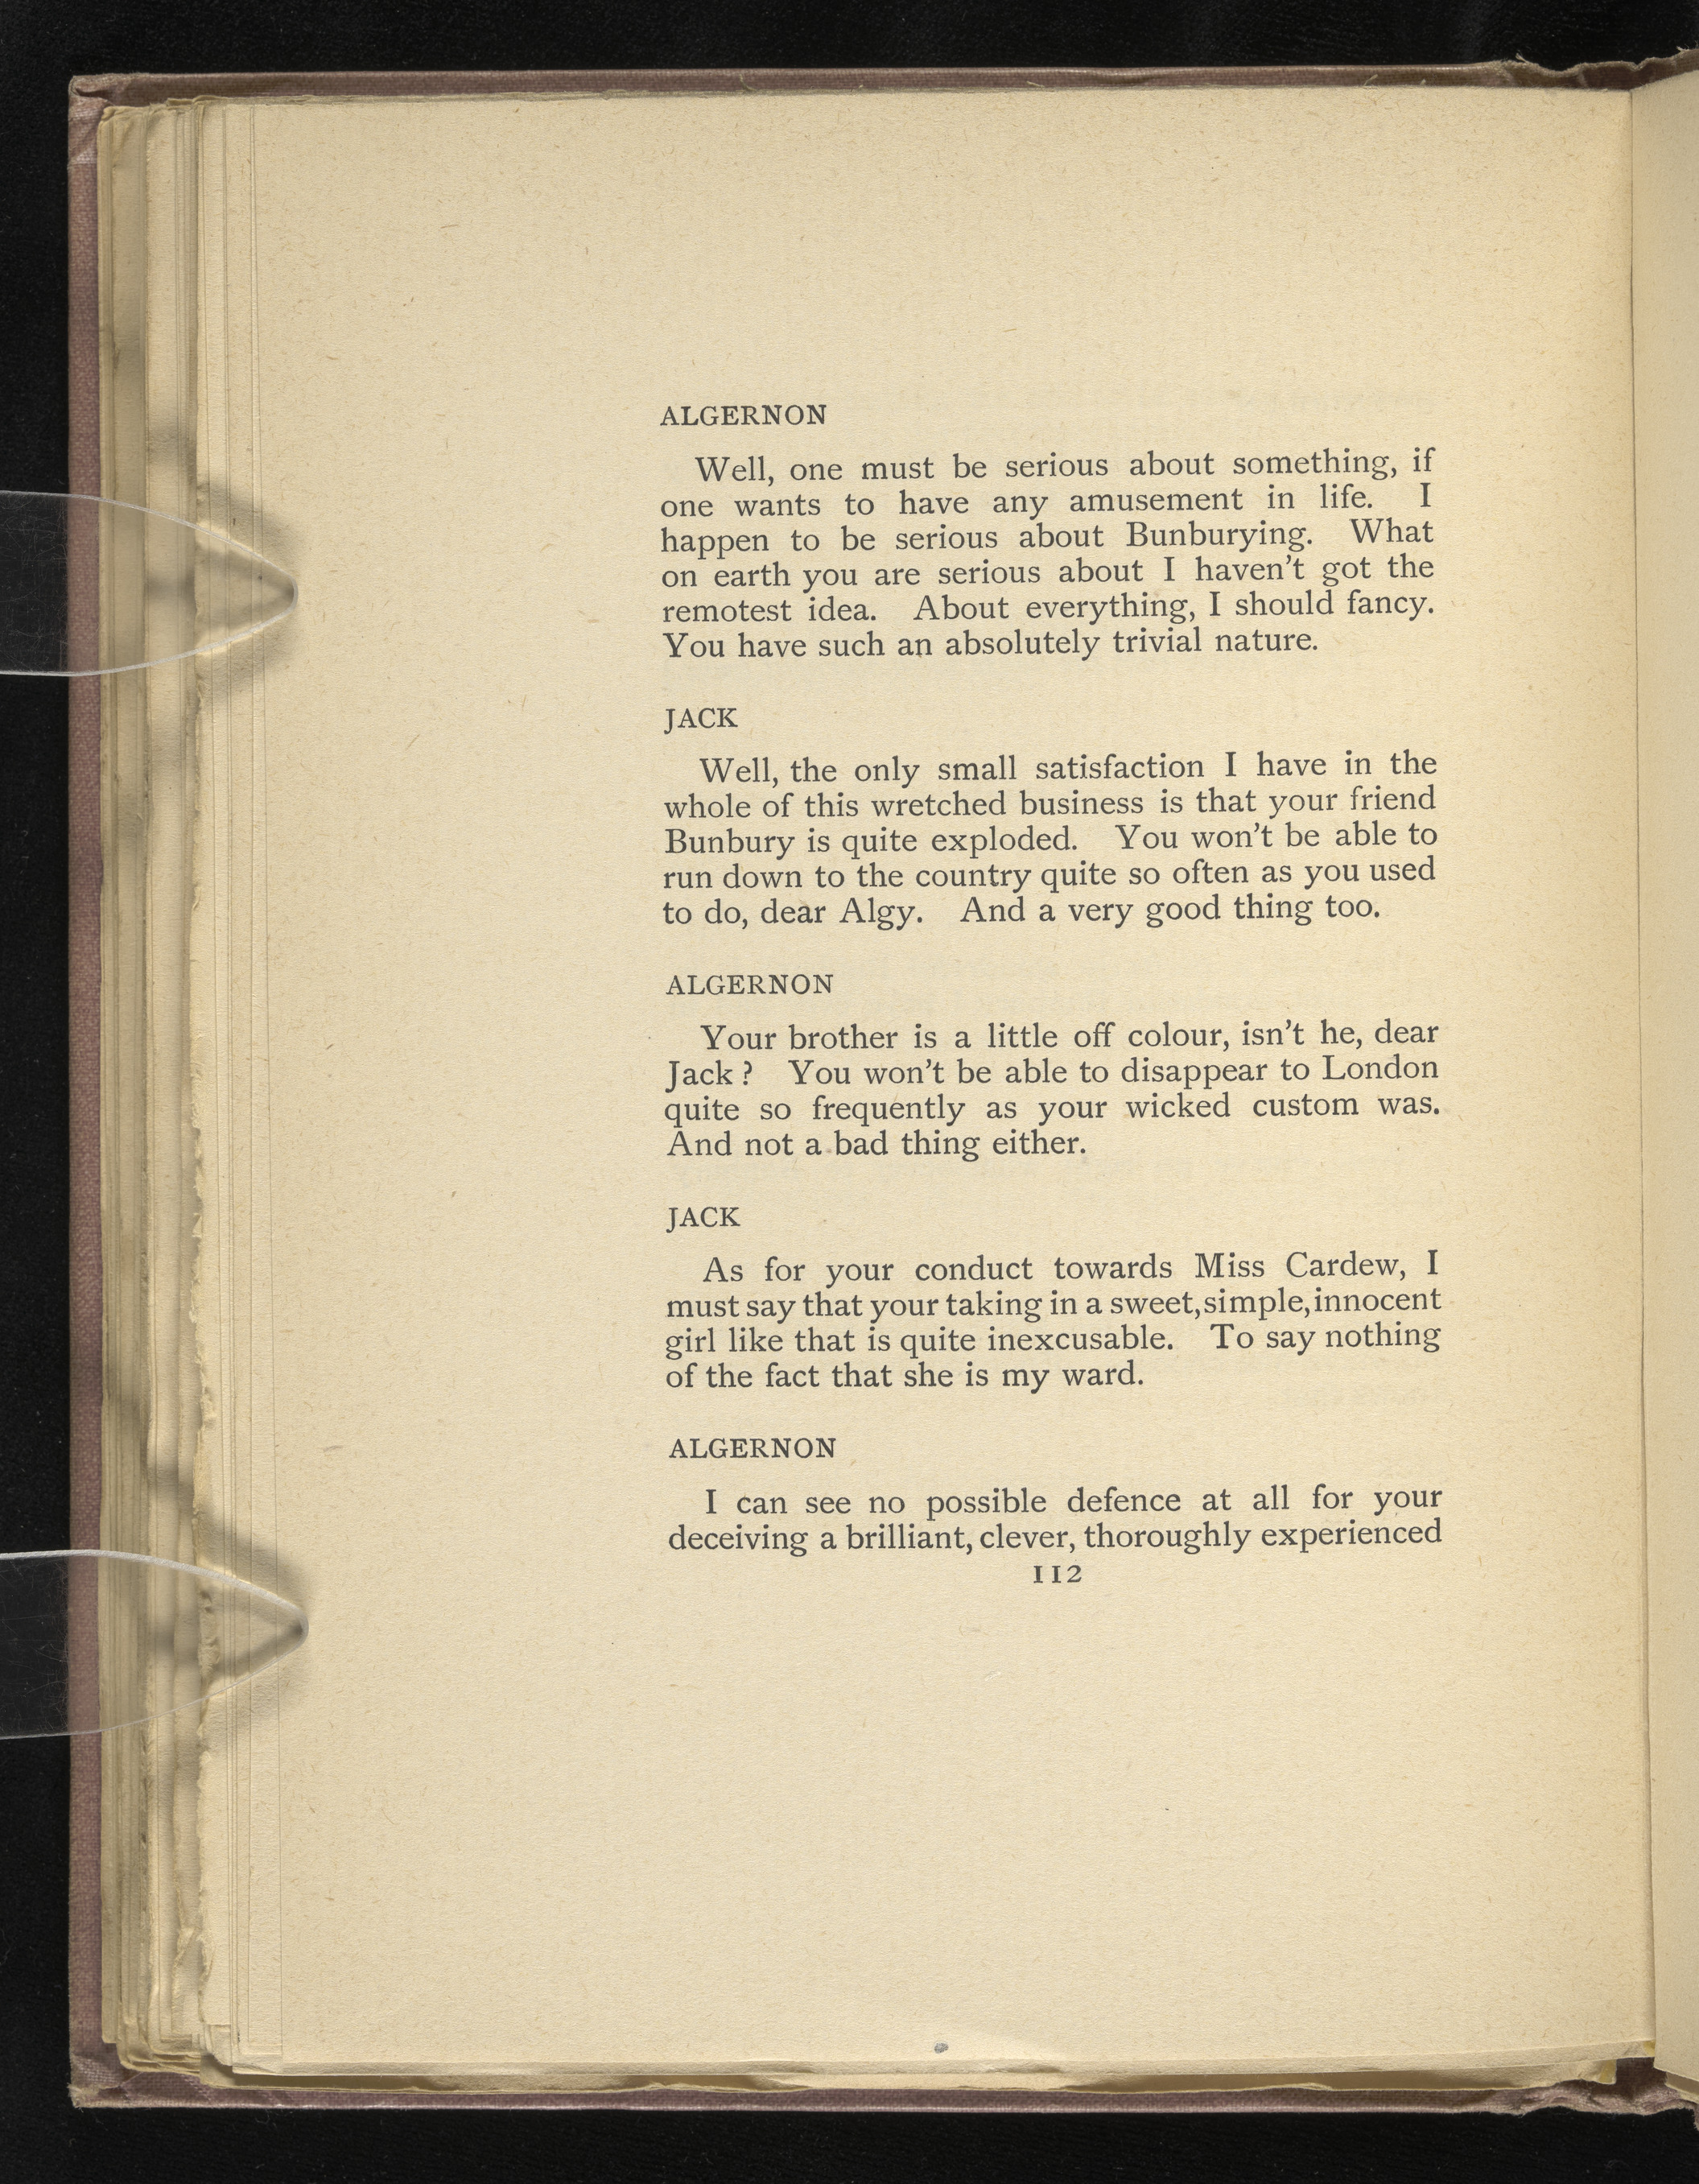 ALGERNON
Well, one must be serious about something, if
one wants to have any amusement in life. I
happen to be serious about Bunburying. What
on earth you are serious about I haven't got the
remotest idea. About everything, I should fancy.
You have such an absolutely trivial nature.
JACK
Well, the only small satisfaction I have in the
whole of this wretched business is that your friend
Bunbury is quite exploded. You won't be able to
run down to the country quite so often as you used
to do, dear Algy. And a very good thing too.
ALGERNON
Your brother is a little off colour, isn't he, dear
Jack? You won't be able to disappear to London
quite so frequently as your wicked custom was.
And not a bad thing either.
JACK
As for your conduct towards Miss Cardew, I
must say that your taking in a sweet, simple, innocent
girl like that is quite inexcusable. To say nothing
of the fact that she is my ward.
ALGERNON
I can see no possible defence at all for your
deceiving a brilliant, clever, thoroughly experienced
112